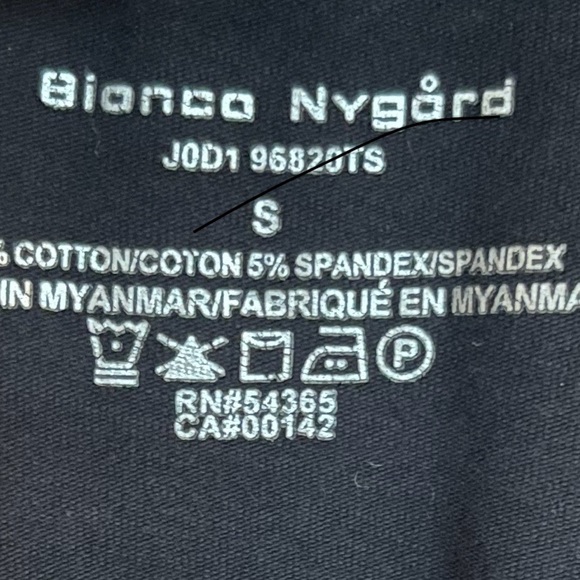 Bianca Nygård
J0D1 96820TS
S
% COTTON/COTON 5% SPANDEX/SPANDEX
IN MYANMAR/FABRIQUÉ EN MYANMA
P
RN#54365
CA#00142